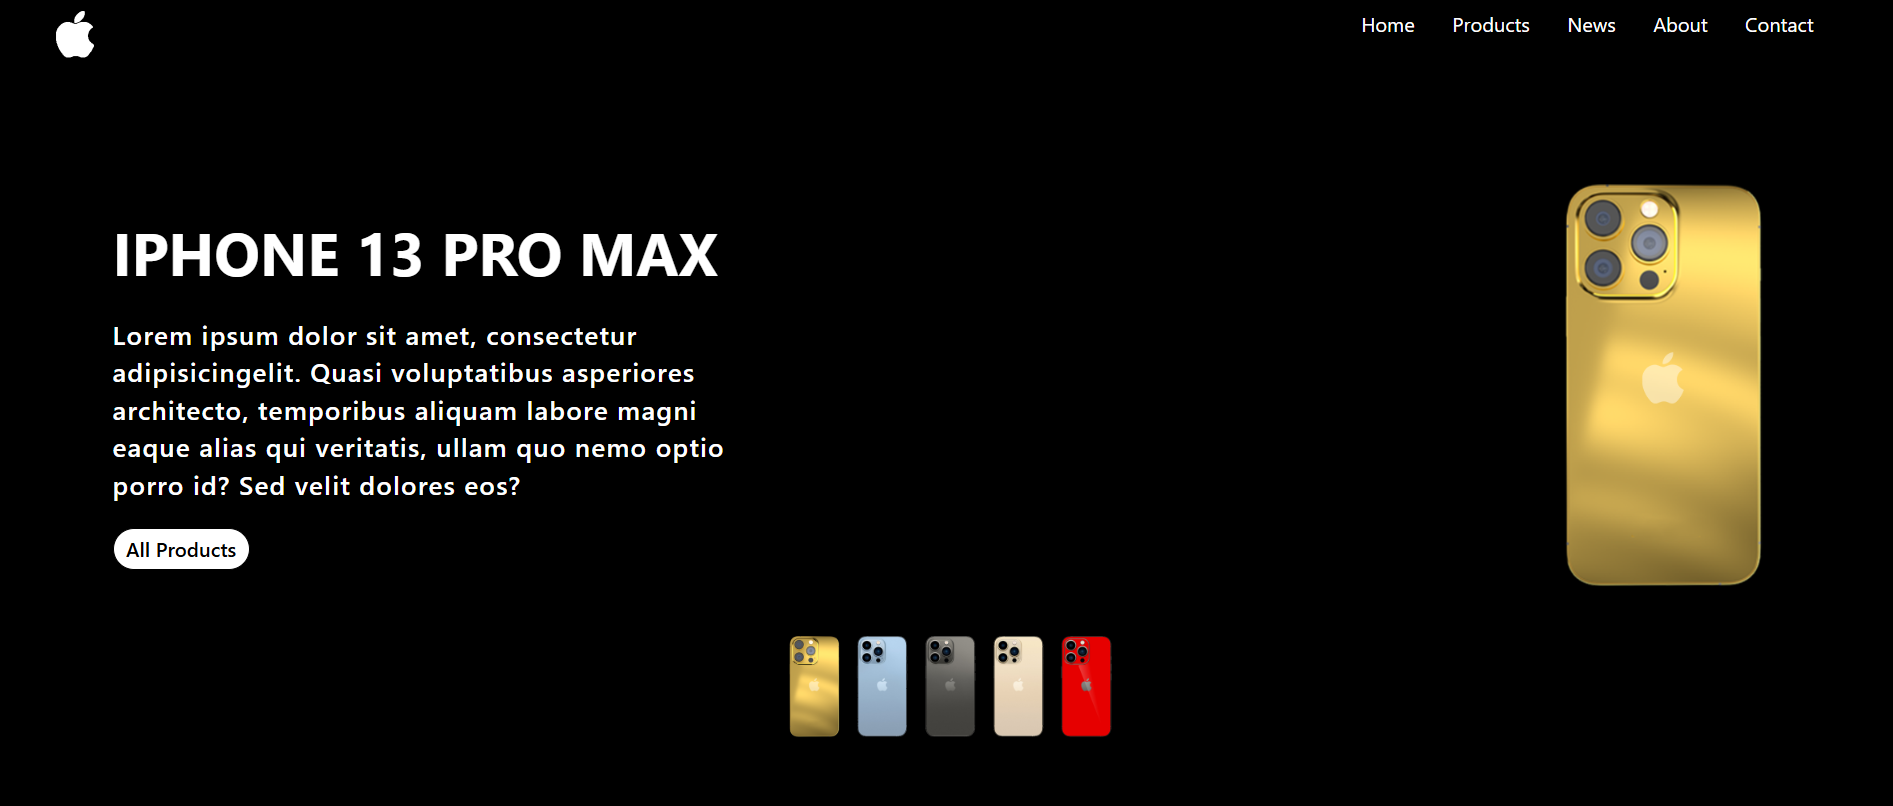 Home Products News About Contact
IPHONE 13 PRO MAX
Lorem ipsum dolor sit amet, consectetur
adipisicingelit. Quasi voluptatibus asperiores
architecto, temporibus aliquam labore magni
eaque alias qui veritatis, ullam quo nemo optio
porro id? Sed velit dolores eos?
All Products